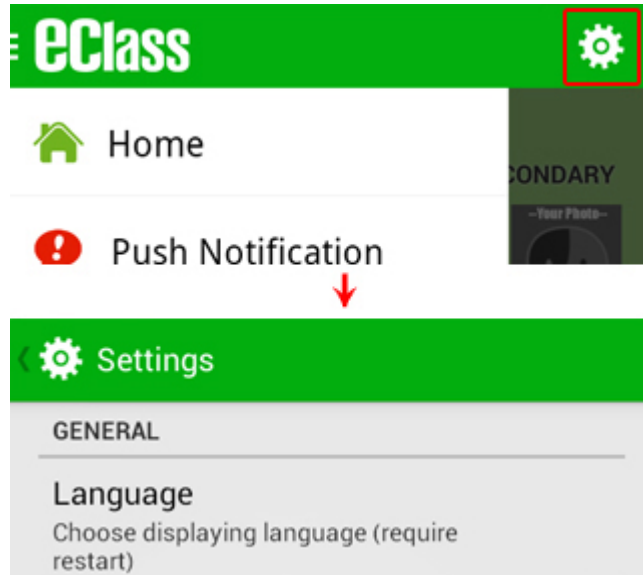 eClass
Home
CONDARY
--Your Photo--
Push Notification
Settings
GENERAL
Language
Choose displaying language (require
restart)